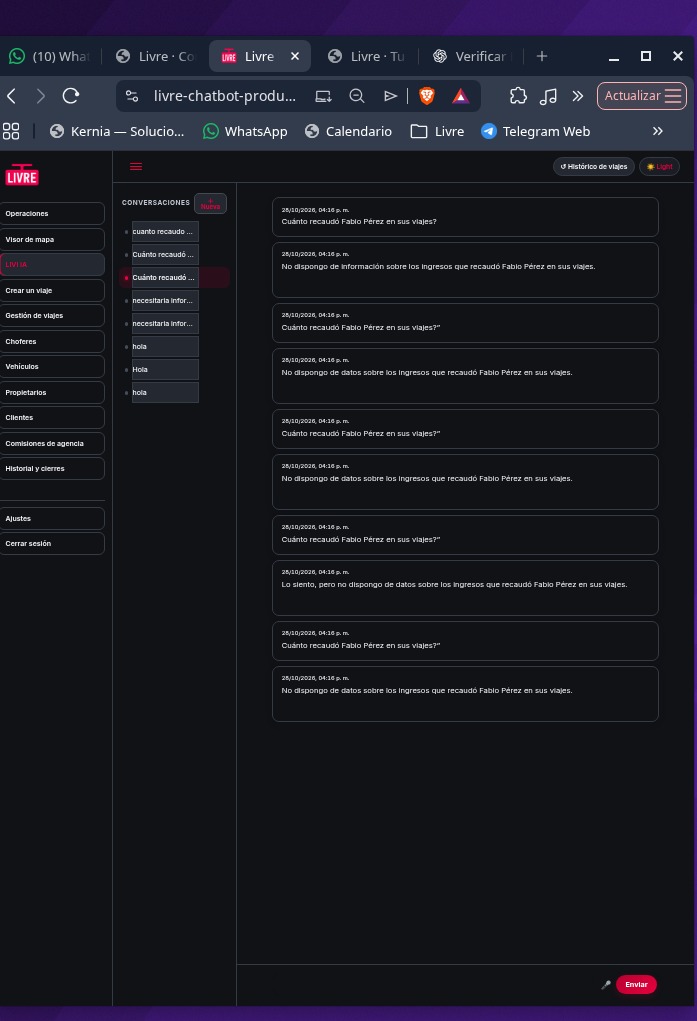 (10) What
Livre · Co
Livre
Livre · Tu
Verificar
livre-chatbot-produ...
Actualizar
Kernia — Solucio...
WhatsApp
Calendario
Livre
Telegram Web
LIVRE
↺ Histórico de viajes
Light
Operaciones
Visor de mapa
Crear un viaje
Gestión de viajes
Choferes
Vehículos
Propietarios
Clientes
Comisiones de agencia
Historial y cierres
Ajustes
Cerrar sesión
CONVERSACIONES
+
Nueva
cuanto recaudo ...
Cuánto recaudó ...
Cuánto recaudó ...
necesitaria infor...
necesitaria infor...
hola
Hola
hola
28/10/2026, 04:16 p. m.
Cuánto recaudó Fabio Pérez en sus viajes?
28/10/2026, 04:16 p. m.
No dispongo de información sobre los ingresos que recaudó Fabio Pérez en sus viajes.
28/10/2026, 04:16 p. m.
Cuánto recaudó Fabio Pérez en sus viajes?"
28/10/2026, 04:16 p. m.
No dispongo de datos sobre los ingresos que recaudó Fabio Pérez en sus viajes.
28/10/2026, 04:16 p. m.
Cuánto recaudó Fabio Pérez en sus viajes?"
28/10/2026, 04:16 p. m.
No dispongo de datos sobre los ingresos que recaudó Fabio Pérez en sus viajes.
28/10/2026, 04:16 p. m.
Cuánto recaudó Fabio Pérez en sus viajes?"
28/10/2026, 04:16 p. m.
Lo siento, pero no dispongo de datos sobre los ingresos que recaudó Fabio Pérez en sus viajes.
28/10/2026, 04:16 p. m.
Cuánto recaudó Fabio Pérez en sus viajes?"
28/10/2026, 04:16 p. m.
No dispongo de datos sobre los ingresos que recaudó Fabio Pérez en sus viajes.
Enviar